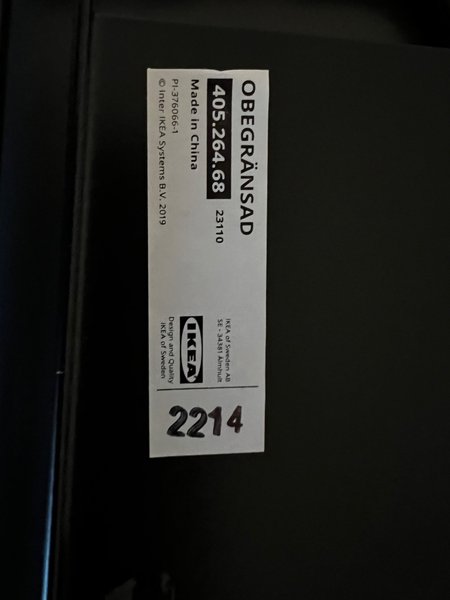 OBEGRÄNSAD
405.264.68 23110
Made in China
PI-376066-1
© Inter IKEA Systems B.V. 2019
IKEA of Sweden AB
SE - 34381 Älmhult
IKEA
Design and Quality
IKEA of Sweden
2214